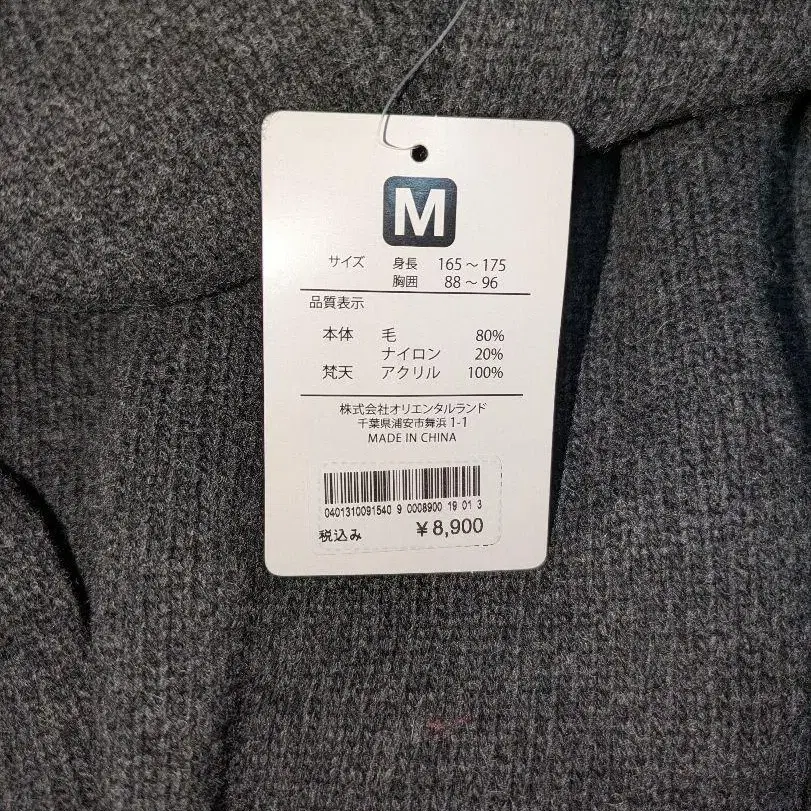 M
サイズ 身長 165～175
胸囲 88～96
品質表示
本体 毛 80%
ナイロン 20%
梵天 アクリル 100%
株式会社オリエンタルランド
千葉県浦安市舞浜1-1
MADE IN CHINA
0401310091540 9 0008900 19 01 3
税込み ¥8,900